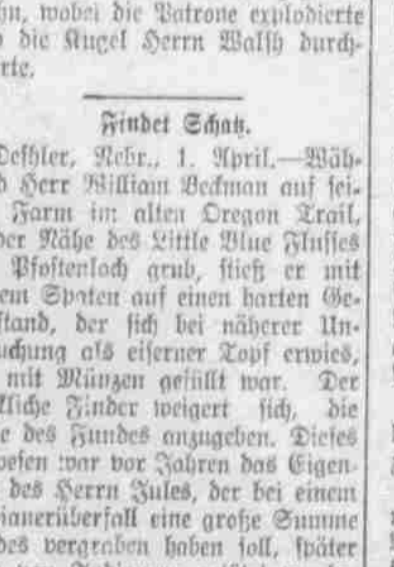 hn, wobei die Patrone explodierte
die Kugel Herrn Walsh durch-
rte.
Findet Schatz.
Deshler, Nebr., 1. April.—Wäh-
d Herr William Beckman auf sei-
Farm im alten Oregon Trail,
der Nähe des Little Blue Flusses
Pfostenloch grub, stieß er mit
em Spaten auf einen harten Ge-
stand, der sich bei näherer Un-
uchung als eiserner Topf erwies,
mit Münzen gefüllt war. Der
kliche Finder weigert sich, die
e des Fundes anzugeben. Dieses
wesen war vor Jahren das Eigen-
des Herrn Jules, der bei einem
ianerüberfall eine große Summe
des vergraben haben soll, später